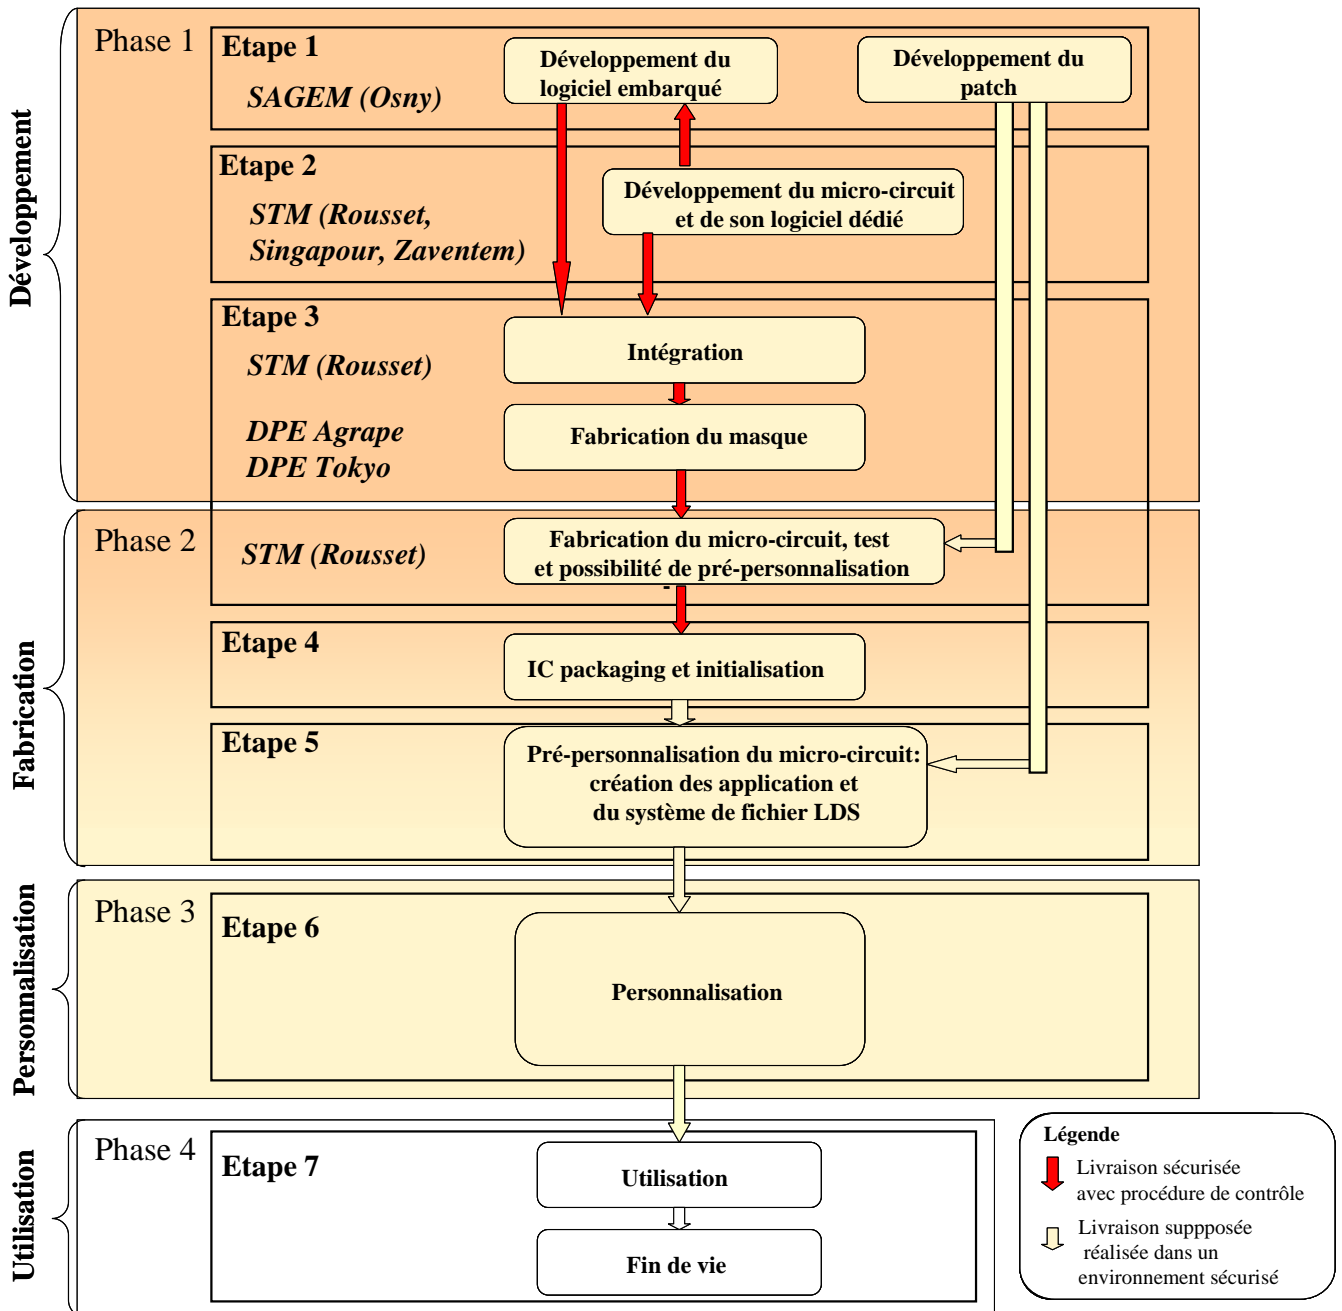 Développement
Phase 1
Etape 1
SAGEM (Osny)
Développement du
logiciel embarqué
Développement du
patch
Etape 2
STM (Rousset,
Singapour, Zaventem)
Développement du micro-circuit
et de son logiciel dédié
Etape 3
STM (Rousset)
Intégration
DPE Agrape
DPE Tokyo
Fabrication du masque
Fabrication
Phase 2
STM (Rousset)
Fabrication du micro-circuit, test
et possibilité de pré-personnalisation
-
Etape 4
IC packaging et initialisation
Etape 5
Pré-personnalisation du micro-circuit:
création des application et
du système de fichier LDS
Personnalisation
Phase 3
Etape 6
Personnalisation
Utilisation
Phase 4
Etape 7
Utilisation
Fin de vie
Légende
Livraison sécurisée
avec procédure de contrôle
Livraison suppposée
réalisée dans un
environnement sécurisé